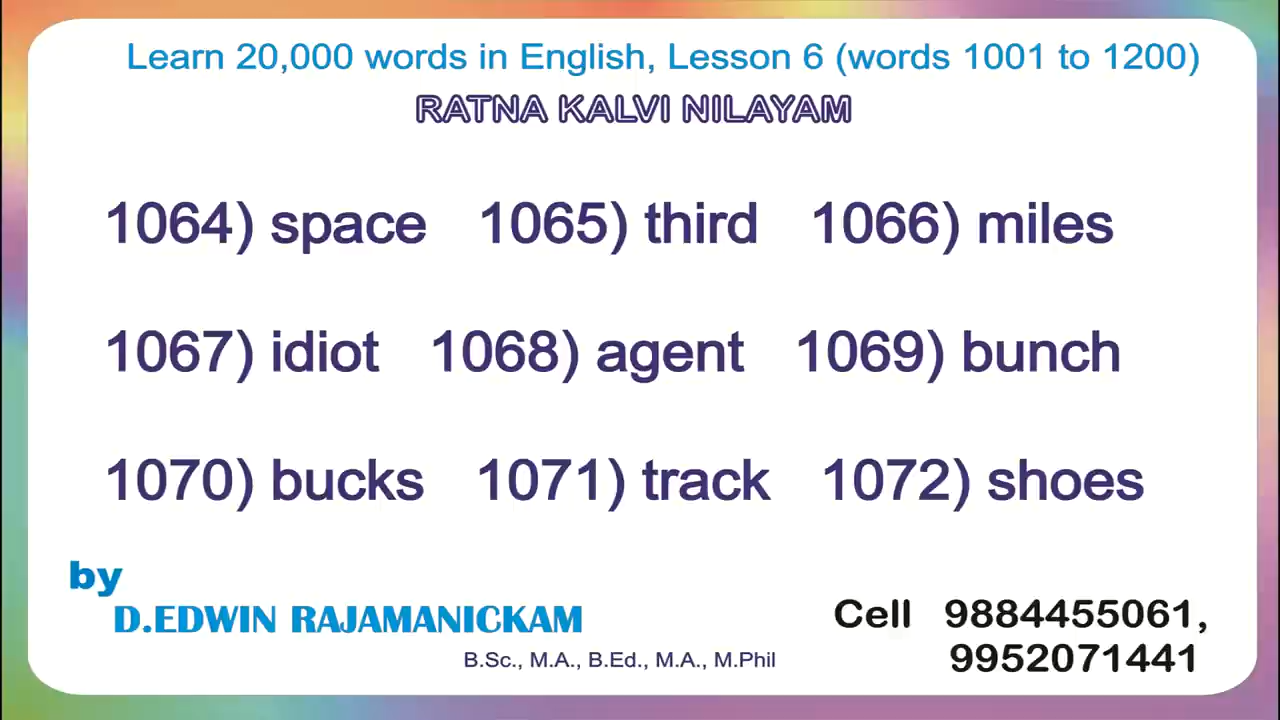 Learn 20,000 words in English, Lesson 6 (words 1001 to 1200)
RATNA KALVI NILAYAM
1064) space 1065) third 1066) miles
1067) idiot 1068) agent 1069) bunch
1070) bucks 1071) track 1072) shoes
by
D.EDWIN RAJAMANICKAM
B.Sc., M.A., B.Ed., M.A., M.Phil
Cell 9884455061,
9952071441